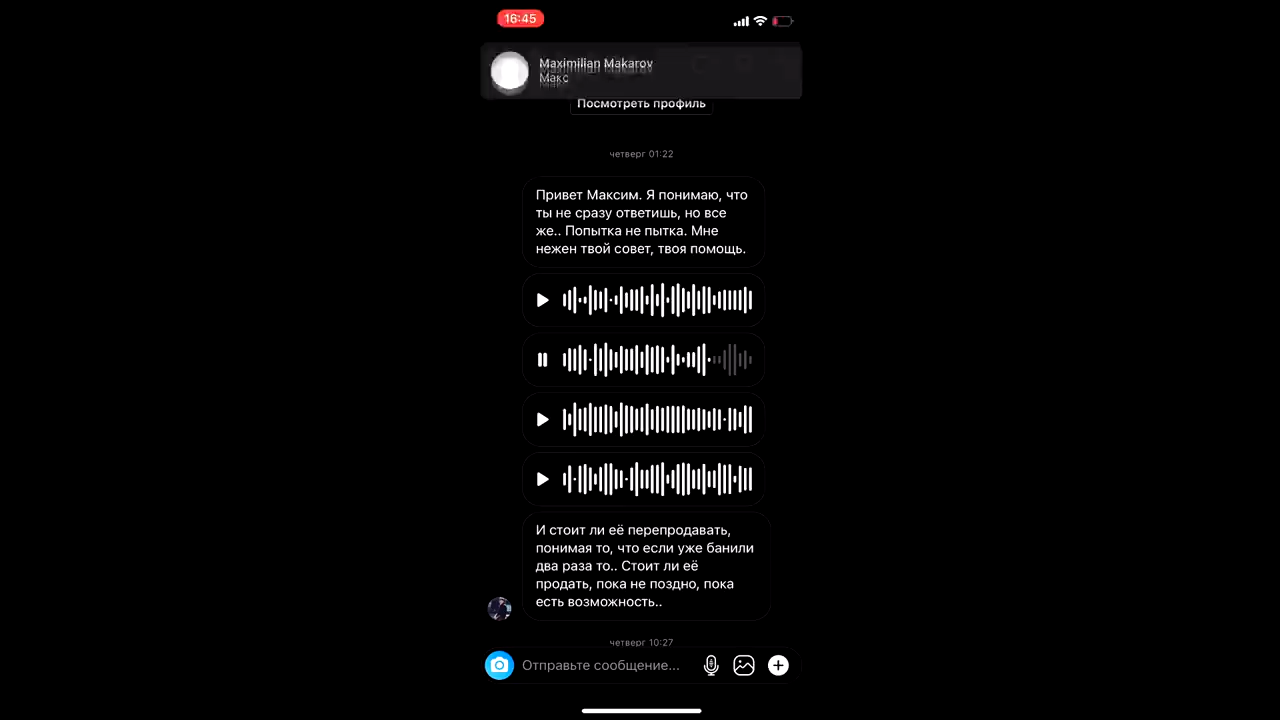 16:45
Maximilian Makarov
Макс
Посмотреть профиль
четверг 01:22
Привет Максим. Я понимаю, что
ты не сразу ответишь, но все
же.. Попытка не пытка. Мне
нежен твой совет, твоя помощь.
И стоит ли её перепродавать,
понимая то, что если уже банили
два раза то.. Стоит ли её
продать, пока не поздно, пока
есть возможность..
четверг 10:27
Отправьте сообщение...